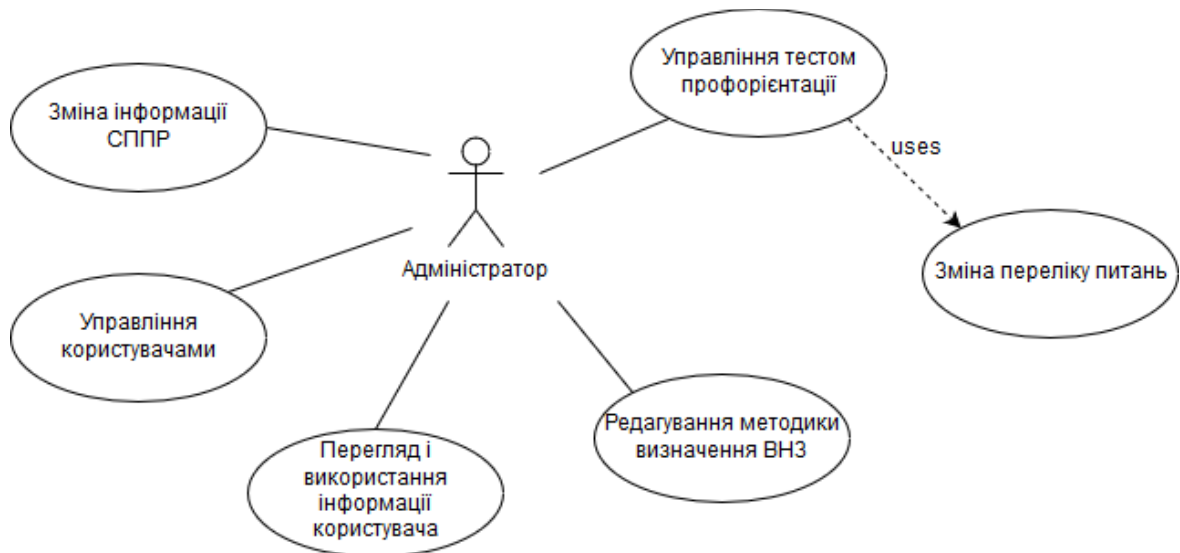 Управління тестом
профорієнтації
Зміна інформації
СППР
uses
Адміністратор
Зміна переліку питань
Управління
користувачами
Редагування методики
визначення ВНЗ
Перегляд і
використання
інформації
користувача